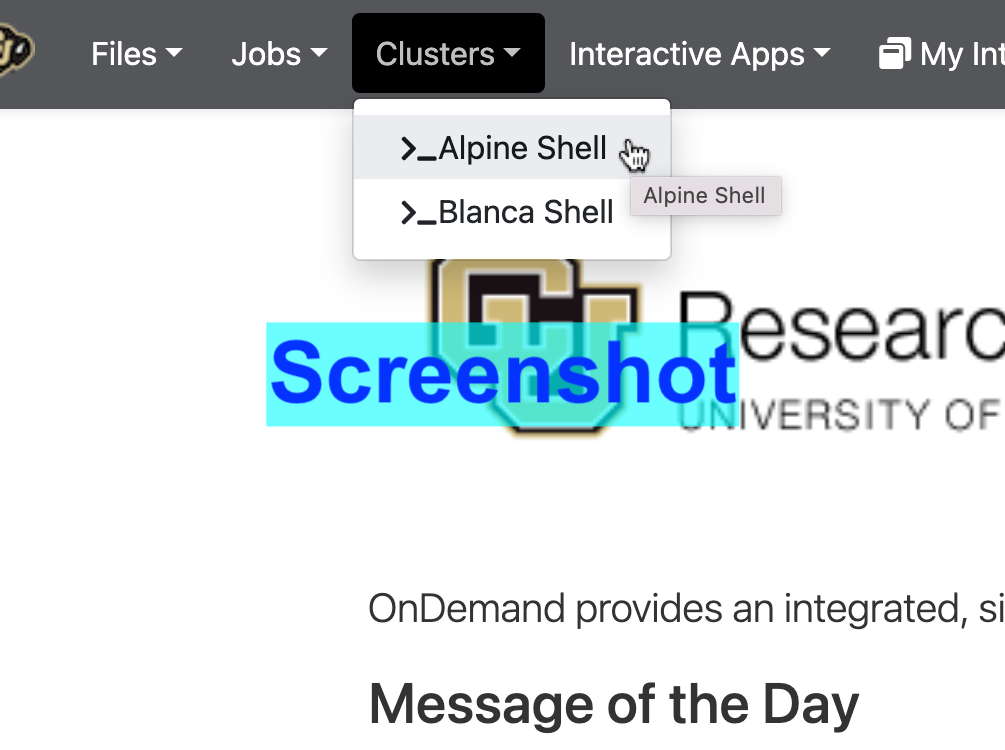 Files Jobs Clusters Interactive Apps My Int
>_Alpine Shell
Alpine Shell
>_Blanca Shell
CU Researc
Screenshot
UNIVERSITY OF
OnDemand provides an integrated, si
Message of the Day